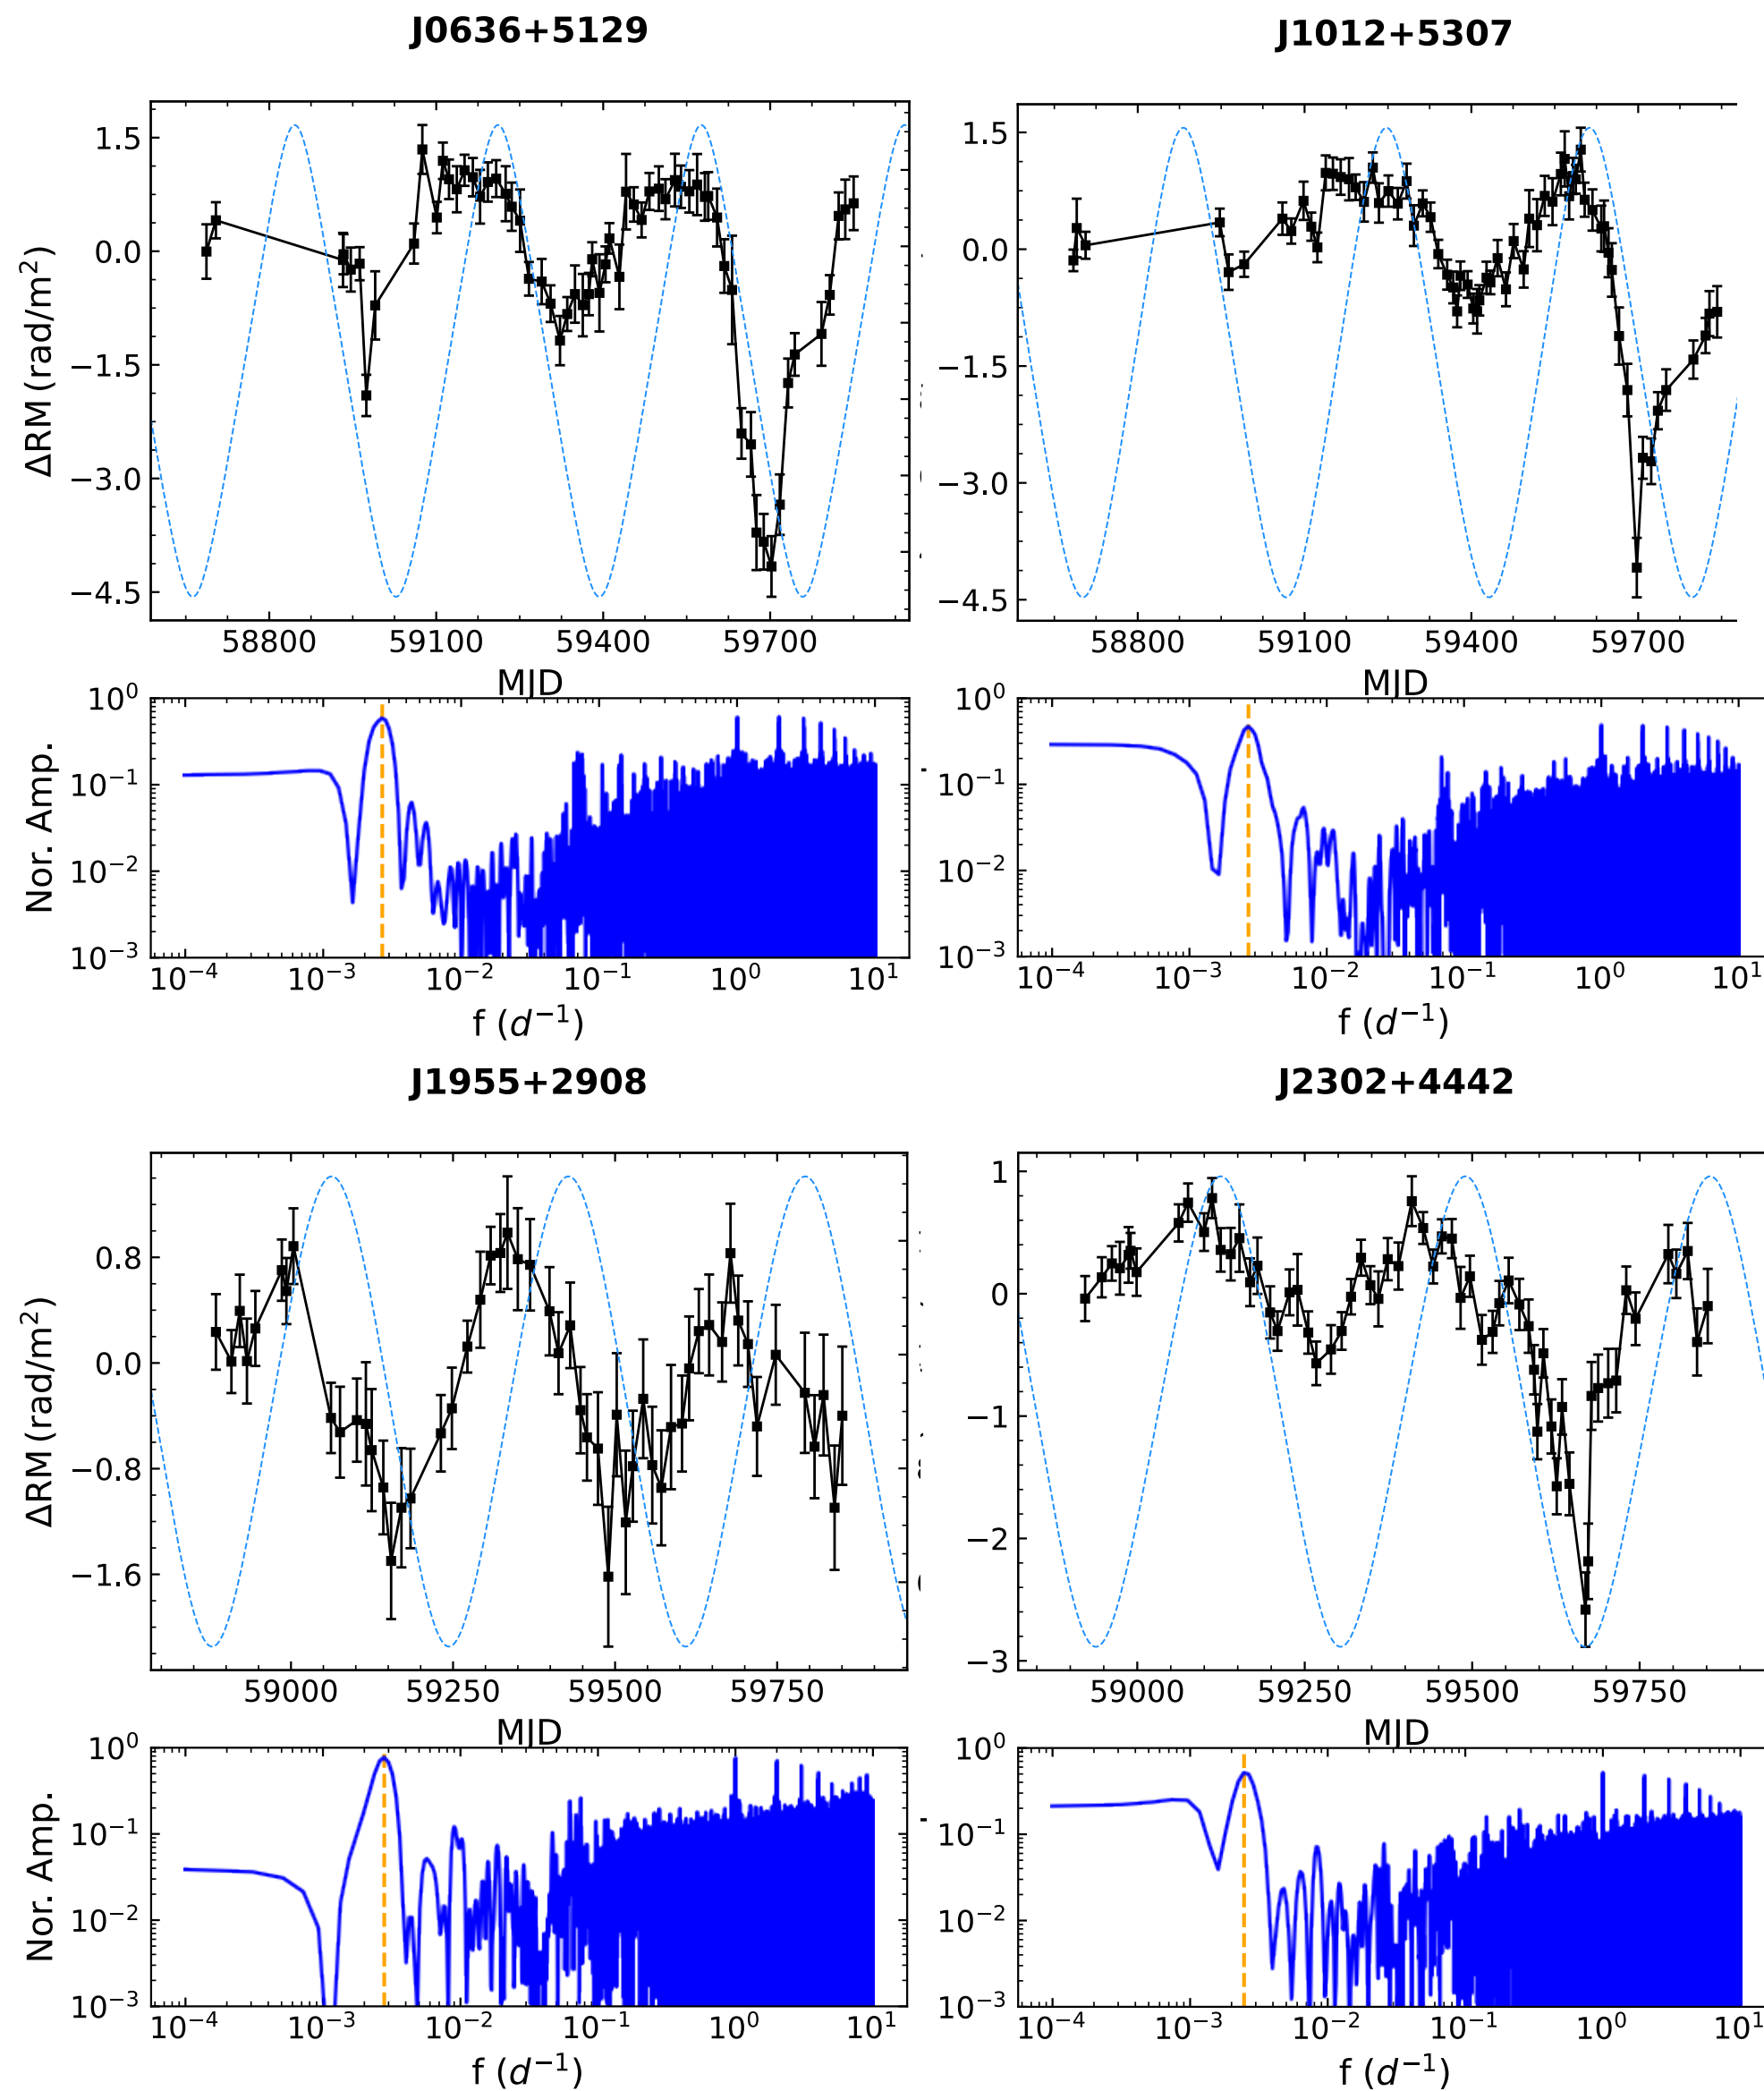 J0636+5129
J1012+5307
ΔRM (rad/m²)
1.5
0.0
−1.5
−3.0
−4.5
58800 59100 59400 59700
MJD
1.5
0.0
−1.5
−3.0
−4.5
58800 59100 59400 59700
MJD
Nor. Amp.
10⁰
10⁻¹
10⁻²
10⁻³
10⁻⁴ 10⁻³ 10⁻² 10⁻¹ 10⁰ 10¹
f (d⁻¹)
10⁰
10⁻¹
10⁻²
10⁻³
10⁻⁴ 10⁻³ 10⁻² 10⁻¹ 10⁰ 10¹
f (d⁻¹)
J1955+2908
J2302+4442
ΔRM (rad/m²)
0.8
0.0
−0.8
−1.6
59000 59250 59500 59750
MJD
1
0
−1
−2
−3
59000 59250 59500 59750
MJD
Nor. Amp.
10⁰
10⁻¹
10⁻²
10⁻³
10⁻⁴ 10⁻³ 10⁻² 10⁻¹ 10⁰ 10¹
f (d⁻¹)
10⁰
10⁻¹
10⁻²
10⁻³
10⁻⁴ 10⁻³ 10⁻² 10⁻¹ 10⁰ 10¹
f (d⁻¹)